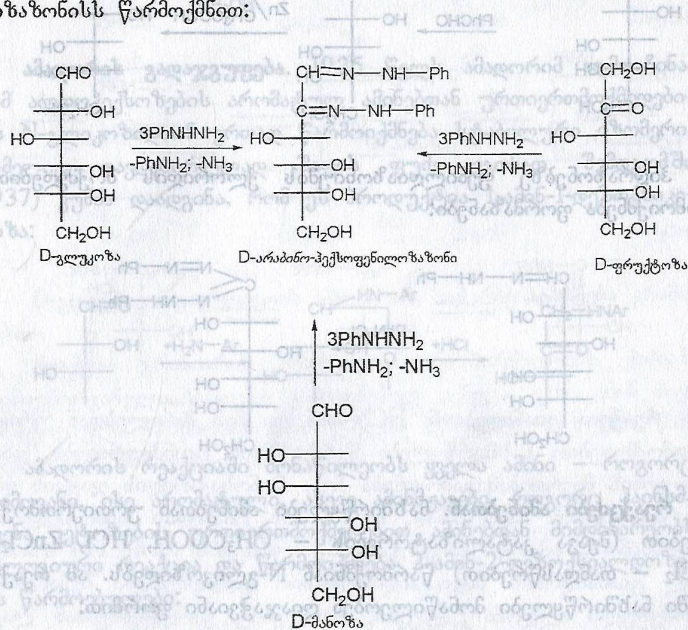 ზაზონისს წარმოქმნით:
CHO
OH
HO
OH
OH
CH₂OH
D-გლუკოზა
3PhNHNH₂
-PhNH₂; -NH₃
CH=N—NH—Ph
C=N—NH—Ph
HO
OH
OH
CH₂OH
D-არაბინო-ჰექსოფენილოზაზონი
3PhNHNH₂
-PhNH₂; -NH₃
CH₂OH
C=O
HO
OH
OH
CH₂OH
D-ფრუქტოზა
3PhNHNH₂
-PhNH₂; -NH₃
CHO
HO
HO
OH
OH
CH₂OH
D-მანოზა